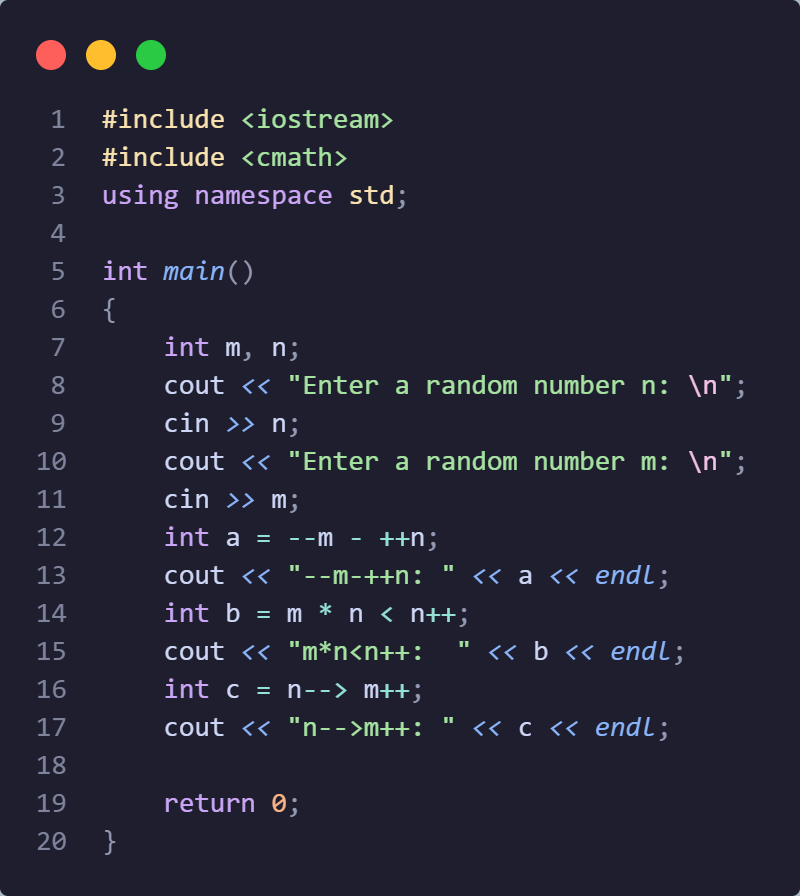 1 #include <iostream>
2 #include <cmath>
3 using namespace std;
4
5 int main()
6 {
7     int m, n;
8     cout << "Enter a random number n: \n";
9     cin >> n;
10     cout << "Enter a random number m: \n";
11     cin >> m;
12     int a = --m - ++n;
13     cout << "--m-++n: " << a << endl;
14     int b = m * n < n++;
15     cout << "m*n<n++:  " << b << endl;
16     int c = n--> m++;
17     cout << "n-->m++: " << c << endl;
18
19     return 0;
20 }